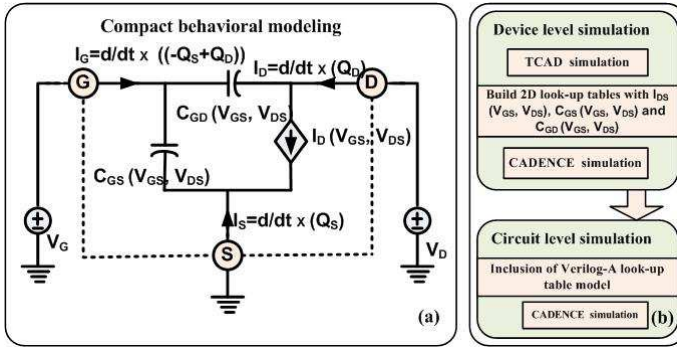 Compact behavioral modeling
I_G=d/dt x ((-Q_S+Q_D))
I_D=d/dt x (Q_D)
G
D
C_GD (V_GS, V_DS)
I_D (V_GS, V_DS)
C_GS (V_GS, V_DS)
I_S=d/dt x (Q_S)
V_G
V_D
S
(a)
Device level simulation
TCAD simulation
Build 2D look-up tables with I_DS
(V_GS, V_DS), C_GS (V_GS, V_DS) and
C_GD (V_GS, V_DS)
CADENCE simulation
Circuit level simulation
Inclusion of Verilog-A look-up
table model
CADENCE simulation
(b)